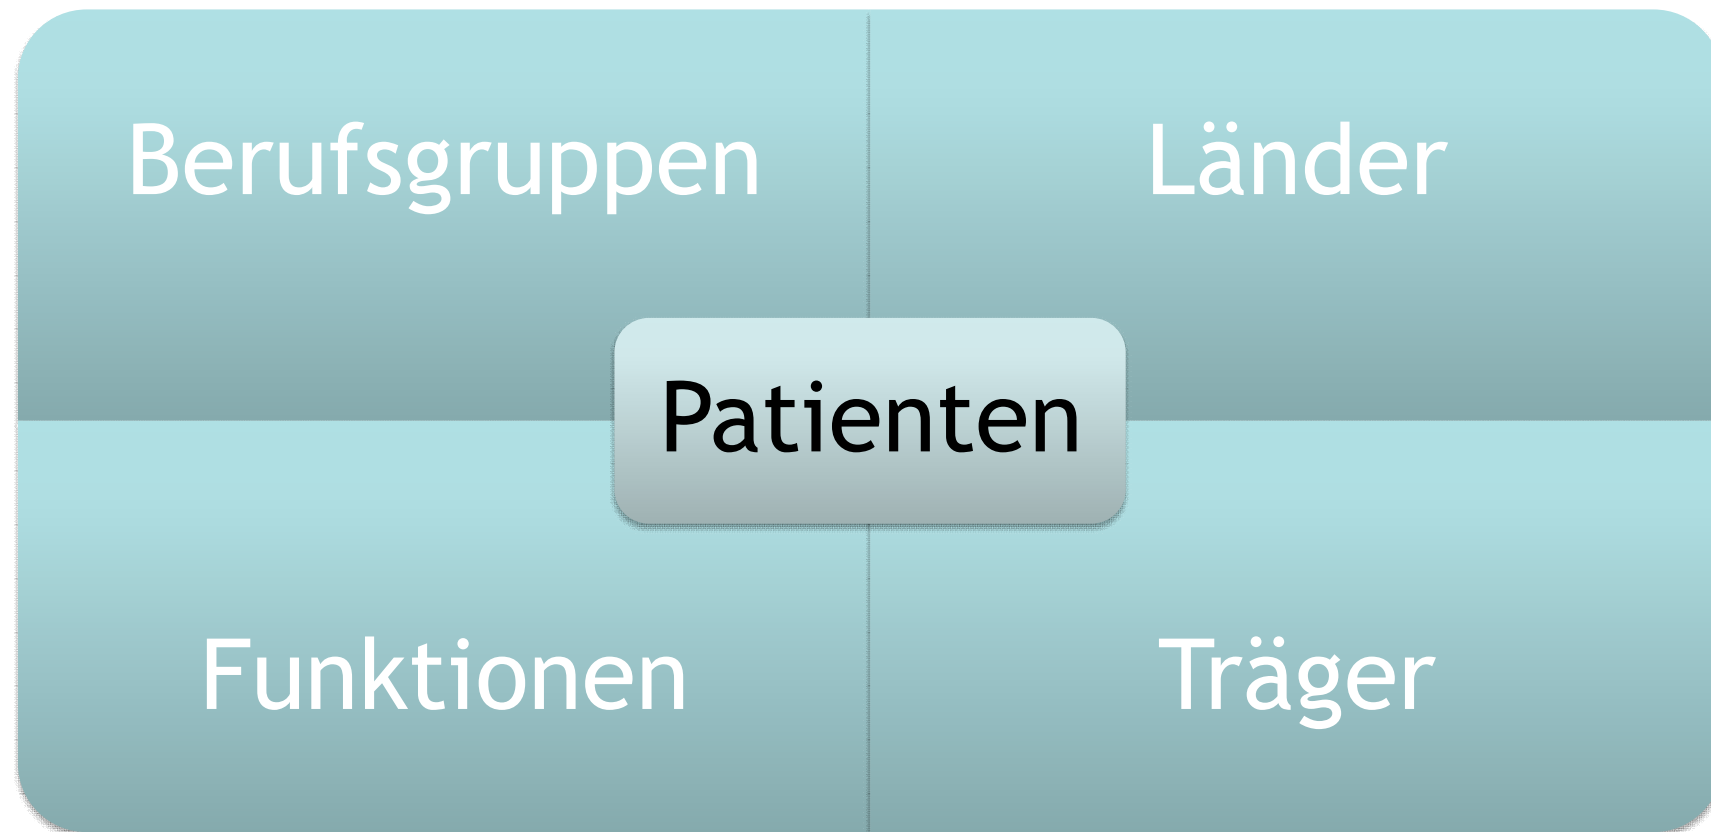 Berufsgruppen
Länder
Patienten
Funktionen
Träger